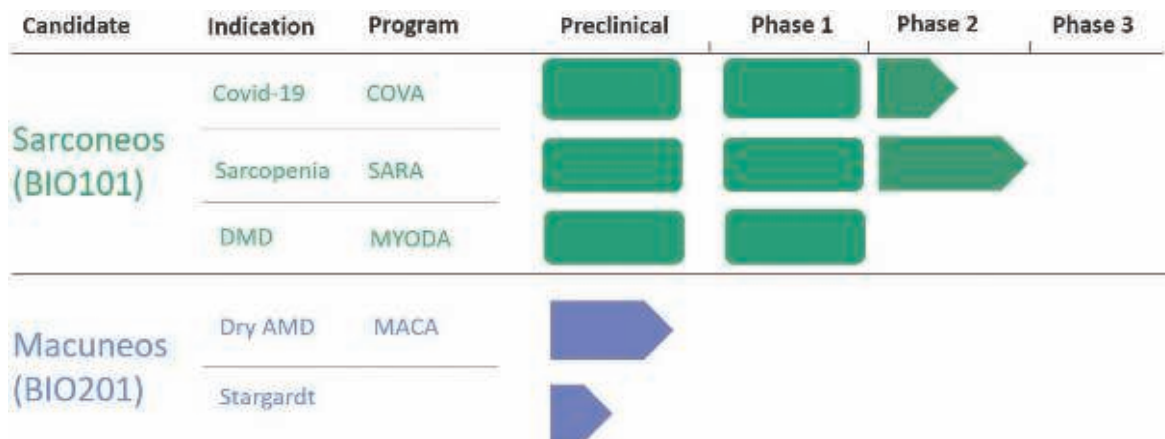 Candidate Indication Program Preclinical Phase 1 Phase 2 Phase 3
Covid-19 COVA
Sarconeos
(BIO101)
Sarcopenia SARA
DMD MYODA
Dry AMD MACA
Macuneos
(BIO201)
Stargardt